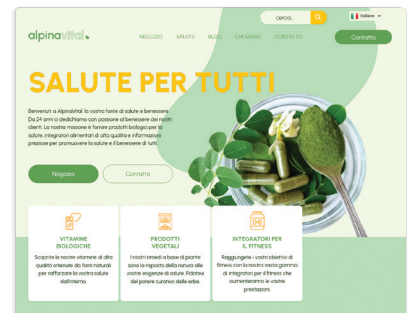 cerca.
Italiano
alpinavital.
NEGOZIO SALUTE BLOG CHI SIAMO CONTATTO
Contatto
SALUTE PER TUTTI
Benvenuti a AlpinaVital la vostra fonte di salute e benessere.
Da 24 anni ci dedichiamo con passione al benessere dei nostri
clienti. La nostra missione è fornire prodotti biologici per la
salute, integratori alimentari di alta qualità e informazioni
preziose per promuovere la salute e il benessere di tutti.
Negozio
Contatto
VITAMINE
BIOLOGICHE
Scoprite le nostre vitamine di alta
qualità ottenute da fonti naturali
per rafforzare la vostra salute
dall'interno.
PRODOTTI
VEGETALI
I nostri rimedi a base di piante
sono la risposta della natura alle
vostre esigenze di salute. Fidatevi
del potere curativo delle erbe.
INTEGRATORI PER
IL FITNESS
Raggiungete i vostri obiettivi di
fitness con la nostra vasta gamma
di integratori per il fitness che
aumenteranno le vostre
prestazioni.